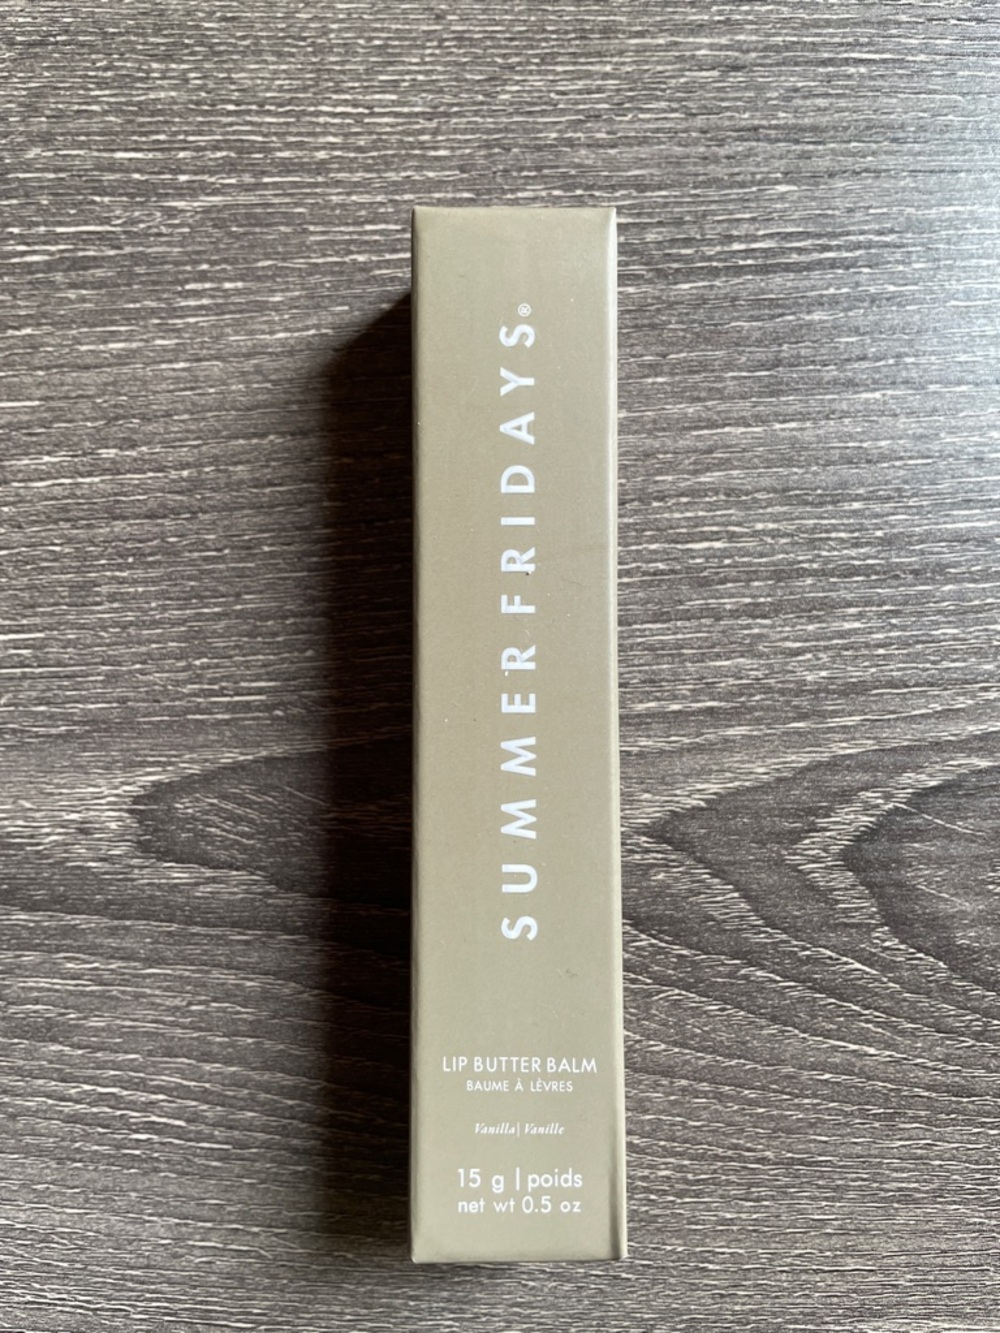 SUMMER FRIDAYS®
LIP BUTTER BALM
BAUME À LÈVRES
Vanilla | Vanille
15 g | poids
net wt 0.5 oz